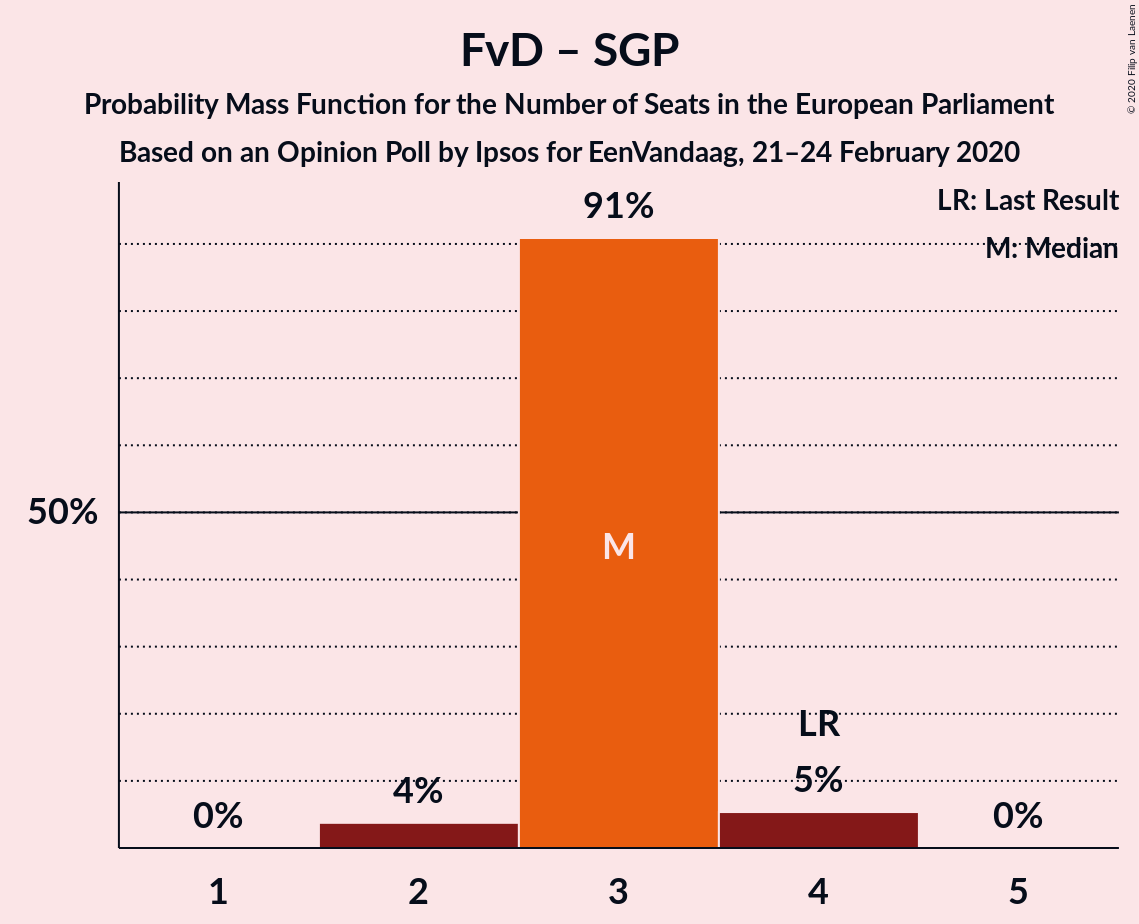 FvD – SGP
Probability Mass Function for the Number of Seats in the European Parliament
Based on an Opinion Poll by Ipsos for EenVandaag, 21–24 February 2020
© 2020 Filip van Laenen
LR: Last Result
M: Median
91%
50%
M
LR
0%
4%
5%
0%
1 2 3 4 5